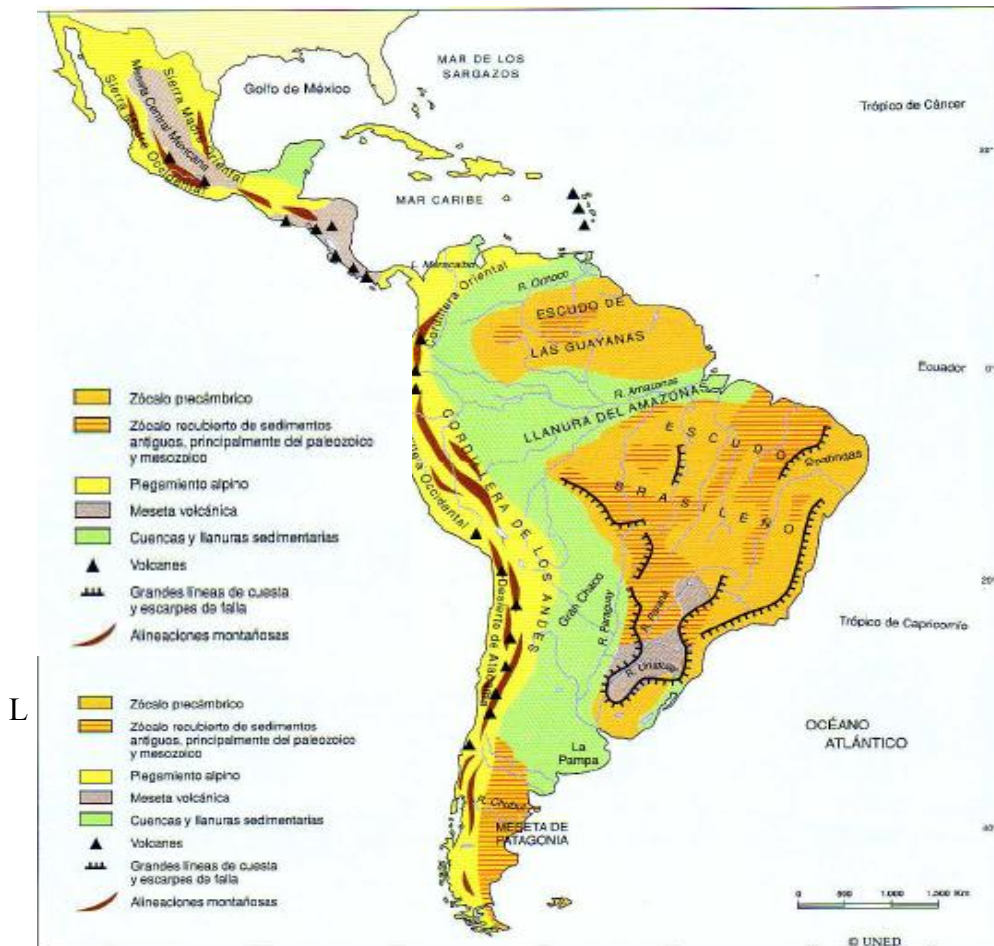 MAR DE LOS
SARGAZOS
Golfo de México
Trópico de Cáncer
Sierra Madre Oriental
Meseta Central Mexicana
Sierra Madre Occidental
20°
MAR CARIBE
L. Maracaibo
Cordillera Oriental
R. Orinoco
ESCUDO DE
LAS GUAYANAS
Ecuador
0°
R. Amazonas
LLANURA DEL AMAZONAS
CORDILLERA DE LOS ANDES
Occidental
ESCUDO
BRASILEÑO
Zócalo precámbrico
Zócalo recubierto de sedimentos
antiguos, principalmente del paleozoico
y mesozoico
Plegamiento alpino
Meseta volcánica
Cuencas y llanuras sedimentarias
Volcanes
Grandes líneas de cuesta
y escarpes de falla
Alineaciones montañosas
Desierto de Atacama
Gran Chaco
R. Paraguay
R. Paraná
R. Uruguay
20°
Trópico de Capricornio
L
Zócalo precámbrico
Zócalo recubierto de sedimentos
antiguos, principalmente del paleozoico
y mesozoico
Plegamiento alpino
Meseta volcánica
Cuencas y llanuras sedimentarias
Volcanes
Grandes líneas de cuesta
y escarpes de falla
Alineaciones montañosas
OCÉANO
ATLÁNTICO
La
Pampa
R. Chubut
MESETA DE
PATAGONIA
40°
0 500 1.000 1.500 Km
© UNED